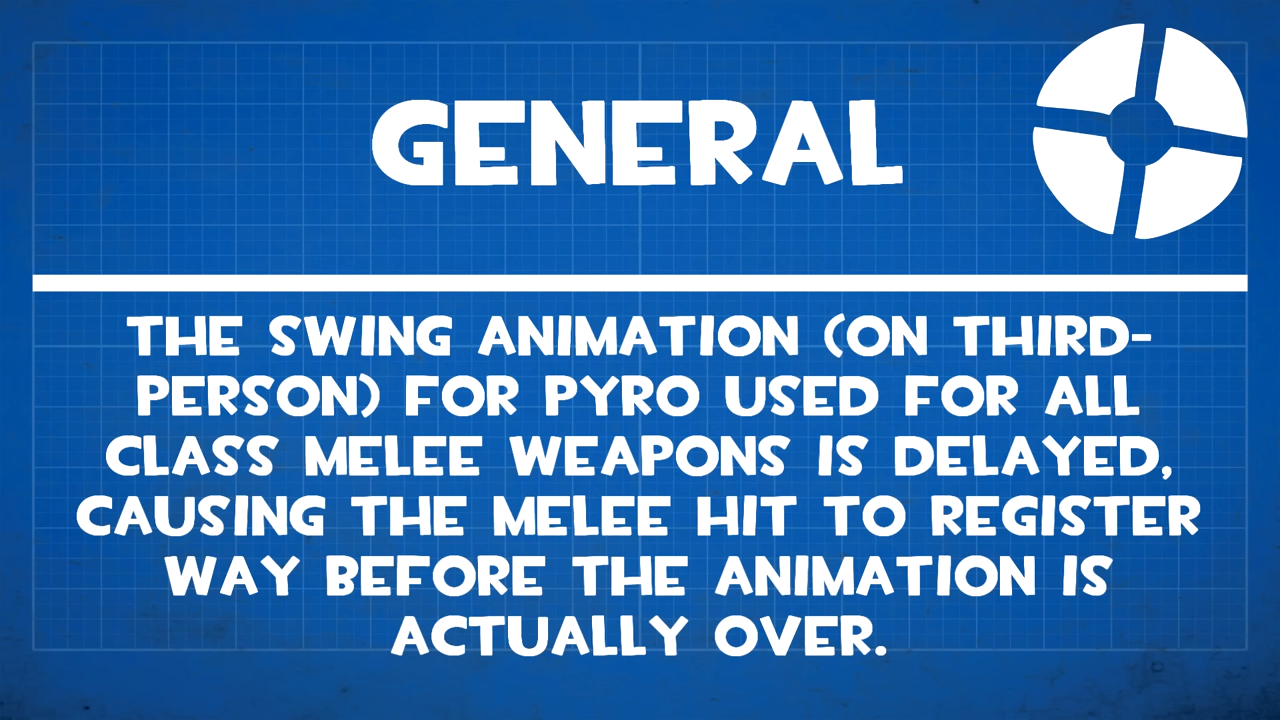 GENERAL
THE SWING ANIMATION (ON THIRD-
PERSON) FOR PYRO USED FOR ALL
CLASS MELEE WEAPONS IS DELAYED,
CAUSING THE MELEE HIT TO REGISTER
WAY BEFORE THE ANIMATION IS
ACTUALLY OVER.